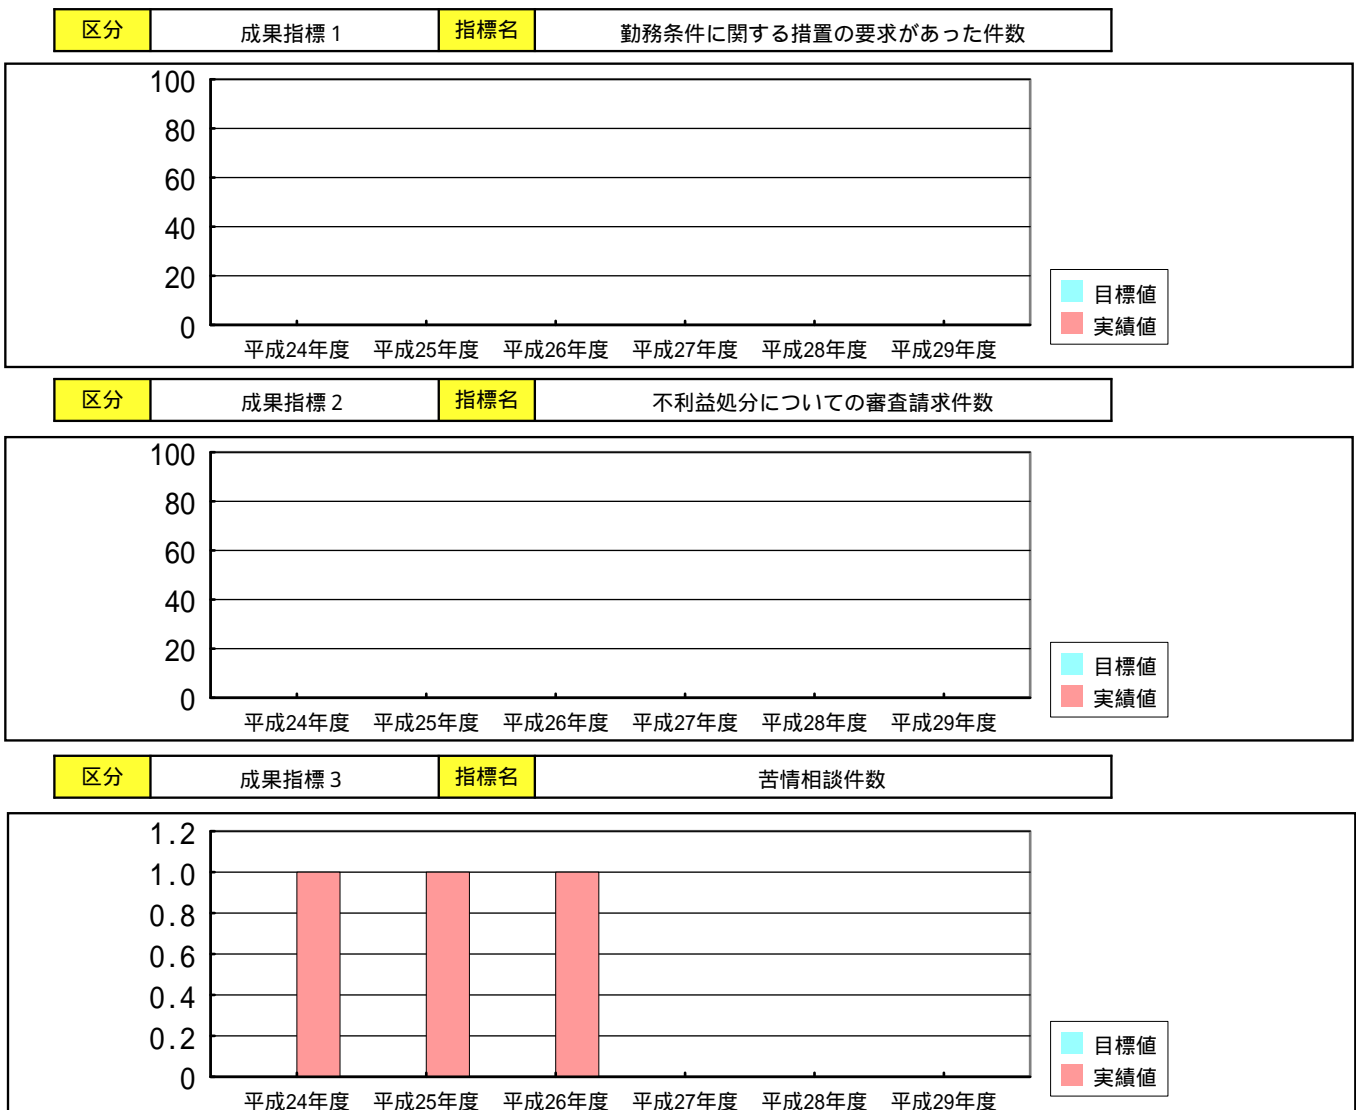 区分 成果指標1 指標名 勤務条件に関する措置の要求があった件数
100
80
60
40
20
0
平成24年度 平成25年度 平成26年度 平成27年度 平成28年度 平成29年度
目標値
実績値
区分 成果指標2 指標名 不利益処分についての審査請求件数
100
80
60
40
20
0
平成24年度 平成25年度 平成26年度 平成27年度 平成28年度 平成29年度
目標値
実績値
区分 成果指標3 指標名 苦情相談件数
1.2
1.0
0.8
0.6
0.4
0.2
0
平成24年度 平成25年度 平成26年度 平成27年度 平成28年度 平成29年度
目標値
実績値